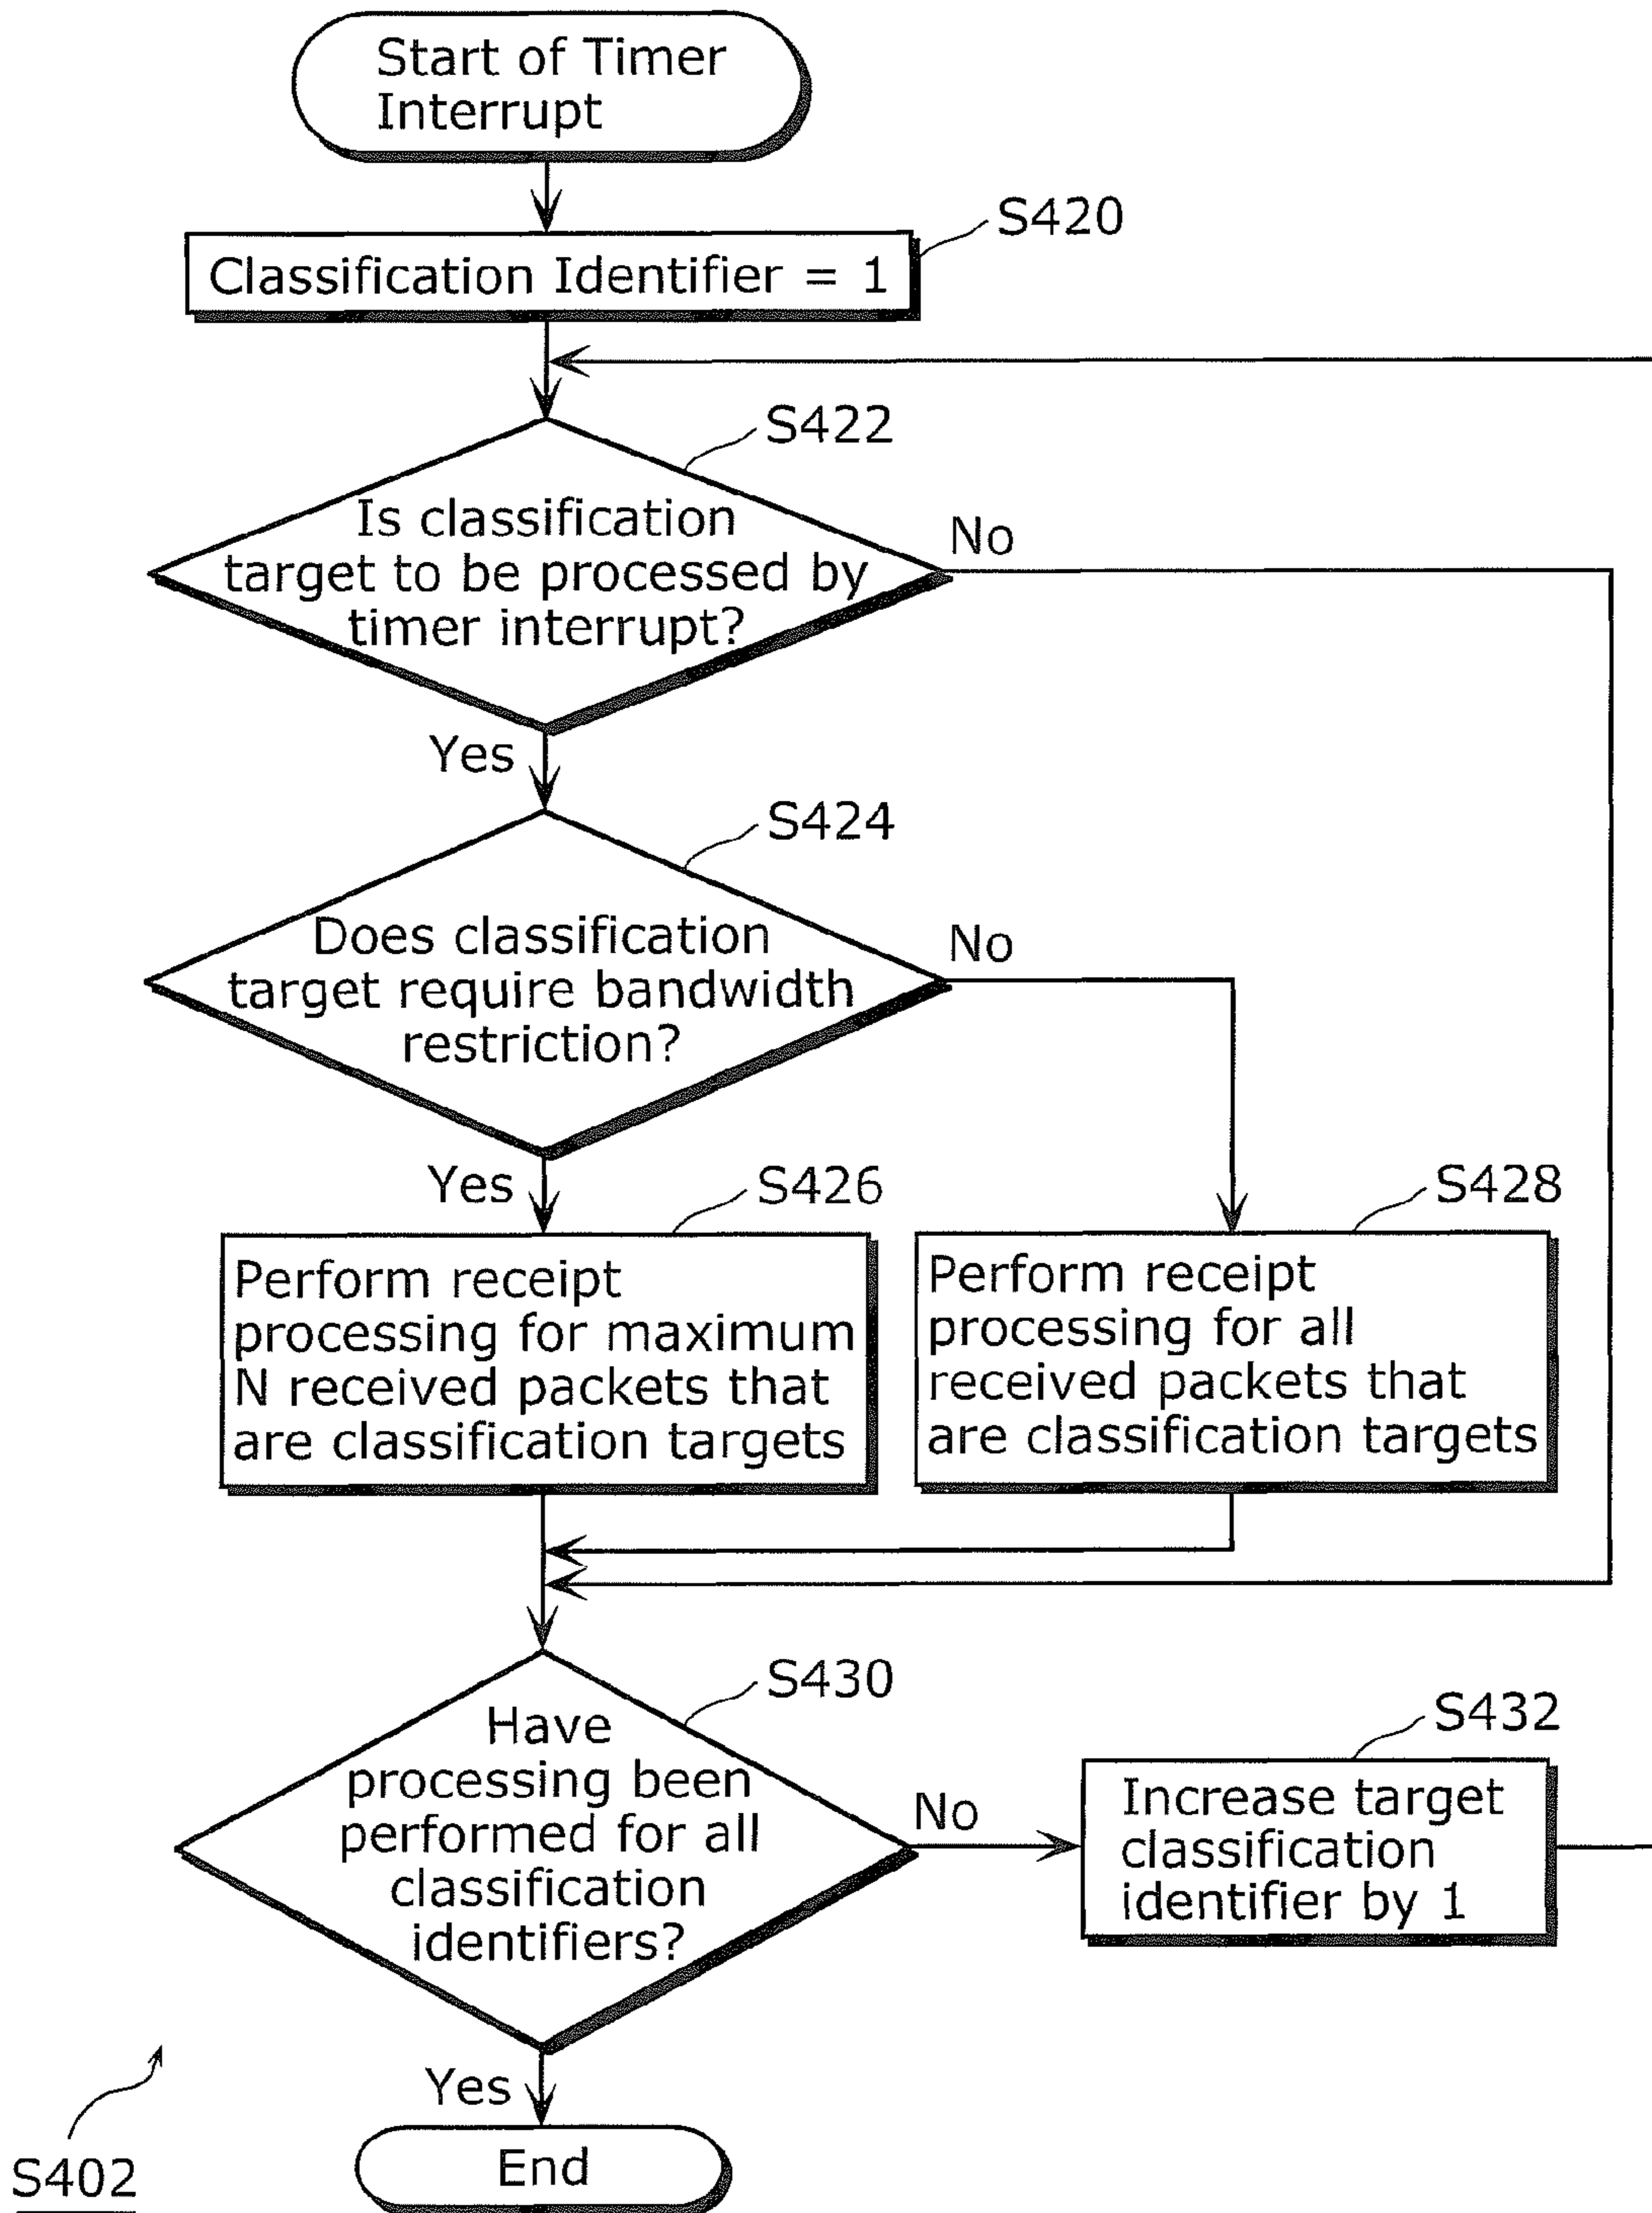 Start of Timer
Interrupt
S420
Classification Identifier = 1
S422
Is classification
target to be processed by
timer interrupt?
No
Yes
S424
Does classification
target require bandwidth
restriction?
No
Yes
S426
S428
Perform receipt
processing for maximum
N received packets that
are classification targets
Perform receipt
processing for all
received packets that
are classification targets
S430
Have
processing been
performed for all
classification
identifiers?
No
S432
Increase target
classification
identifier by 1
Yes
End
S402